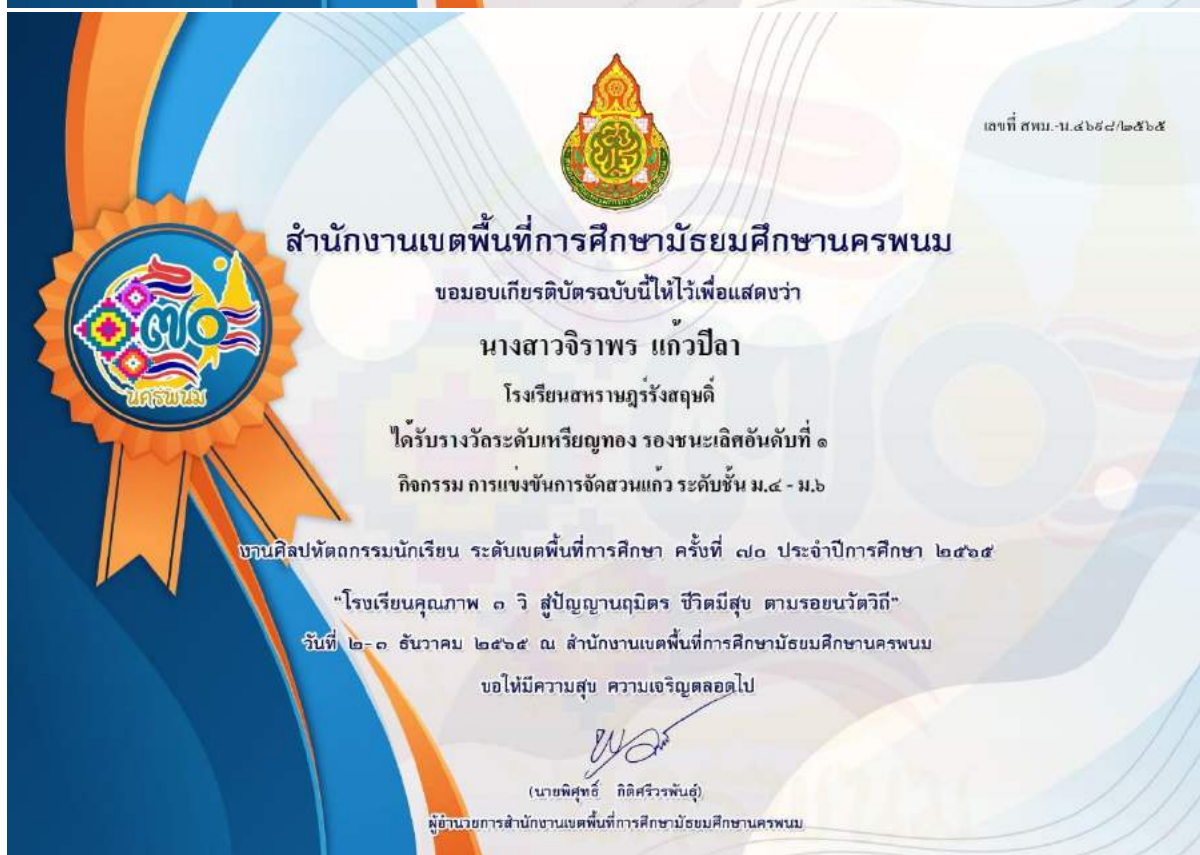 เลขที่ สพม.-น.๔๖๙๘/๒๕๖๕
สำนักงานเขตพื้นที่การศึกษามัธยมศึกษานครพนม
ขอมอบเกียรติบัตรฉบับนี้ให้ไว้เพื่อแสดงว่า
นางสาวจิราพร แก้วปีลา
โรงเรียนสหราษฎร์รังสฤษดิ์
ได้รับรางวัลระดับเหรียญทอง รองชนะเลิศอันดับที่ ๑
กิจกรรม การแข่งขันการจัดสวนแก้ว ระดับชั้น ม.๔ - ม.๖
๗๐
นครพนม
งานศิลปหัตถกรรมนักเรียน ระดับเขตพื้นที่การศึกษา ครั้งที่ ๗๐ ประจำปีการศึกษา ๒๕๖๕
"โรงเรียนคุณภาพ ๓ วิ สู่ปัญญานฤมิตร ชีวิตมีสุข ตามรอยนวัตวิถี"
วันที่ ๒-๓ ธันวาคม ๒๕๖๕ ณ สำนักงานเขตพื้นที่การศึกษามัธยมศึกษานครพนม
ขอให้มีความสุข ความเจริญตลอดไป
(นายพิศุทธิ์ กิติศรีวรพันธุ์)
ผู้อำนวยการสำนักงานเขตพื้นที่การศึกษามัธยมศึกษานครพนม